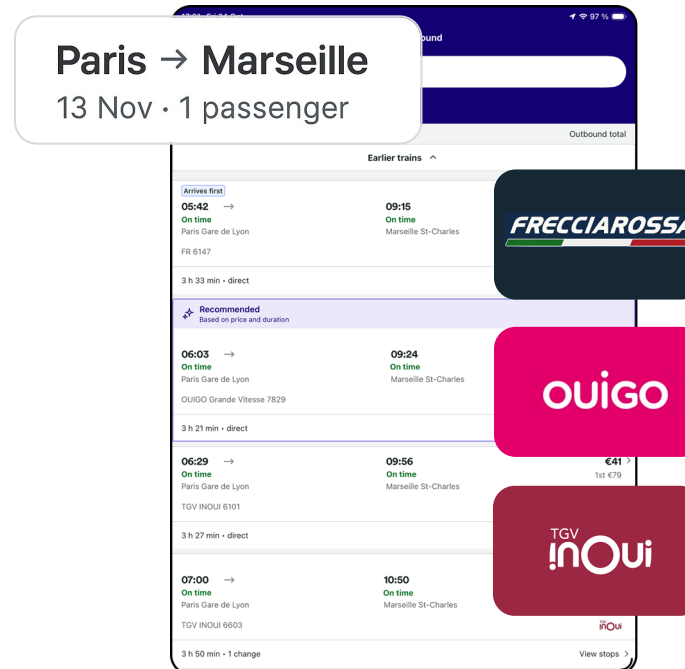 97 %
Paris → Marseille
13 Nov · 1 passenger
Outbound total
Earlier trains
Arrives first
05:42 → 09:15
On time On time
Paris Gare de Lyon Marseille St-Charles
FR 6147
3 h 33 min • direct
FRECCIAROSSA
Recommended
Based on price and duration
06:03 → 09:24
On time On time
Paris Gare de Lyon Marseille St-Charles
OUIGO Grande Vitesse 7829
3 h 21 min • direct
OUIGO
06:29 → 09:56 €41
On time On time 1st €79
Paris Gare de Lyon Marseille St-Charles
TGV INOUI 6101
3 h 27 min • direct
TGV
inOui
07:00 → 10:50
On time On time
Paris Gare de Lyon Marseille St-Charles
TGV INOUI 6603
inOui
3 h 50 min • 1 change View stops